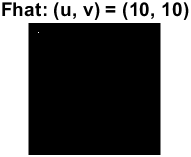 Fhat: (u, v) = (10, 10)